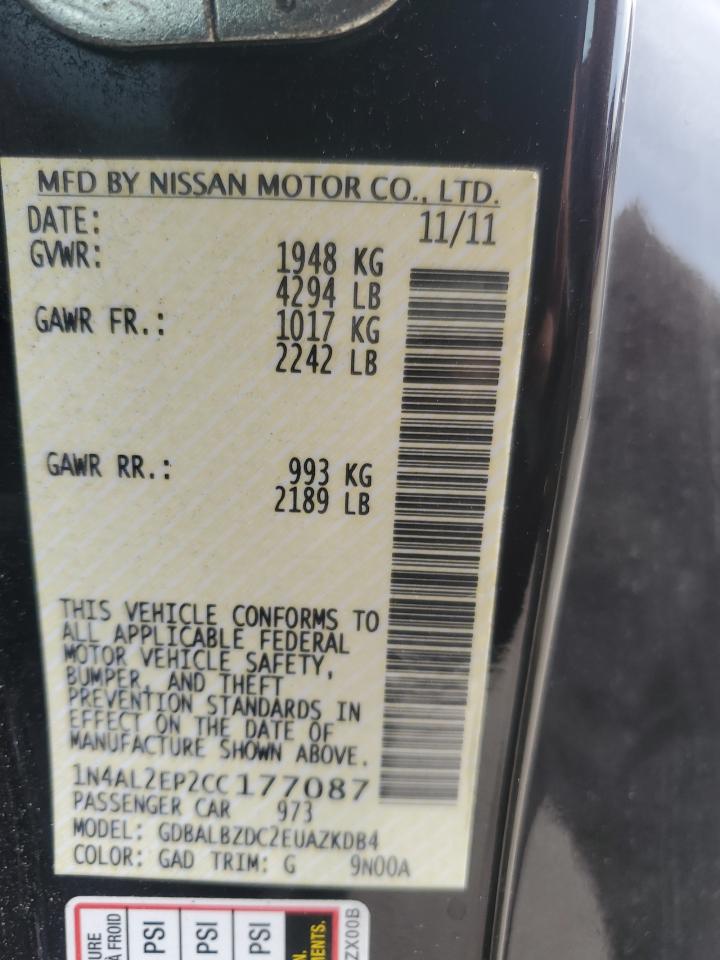 MFD BY NISSAN MOTOR CO., LTD.
DATE: 11/11
GVWR: 1948 KG
4294 LB
GAWR FR.: 1017 KG
2242 LB
GAWR RR.: 993 KG
2189 LB
THIS VEHICLE CONFORMS TO
ALL APPLICABLE FEDERAL
MOTOR VEHICLE SAFETY,
BUMPER, AND THEFT
PREVENTION STANDARDS IN
EFFECT ON THE DATE OF
MANUFACTURE SHOWN ABOVE.
1N4AL2EP2CC177087
PASSENGER CAR 973
MODEL: GDBALBZDC2EUAZKDB4
COLOR: GAD TRIM: G 9N00A
À FROID
PSI
PSI
PSI
ZX00B